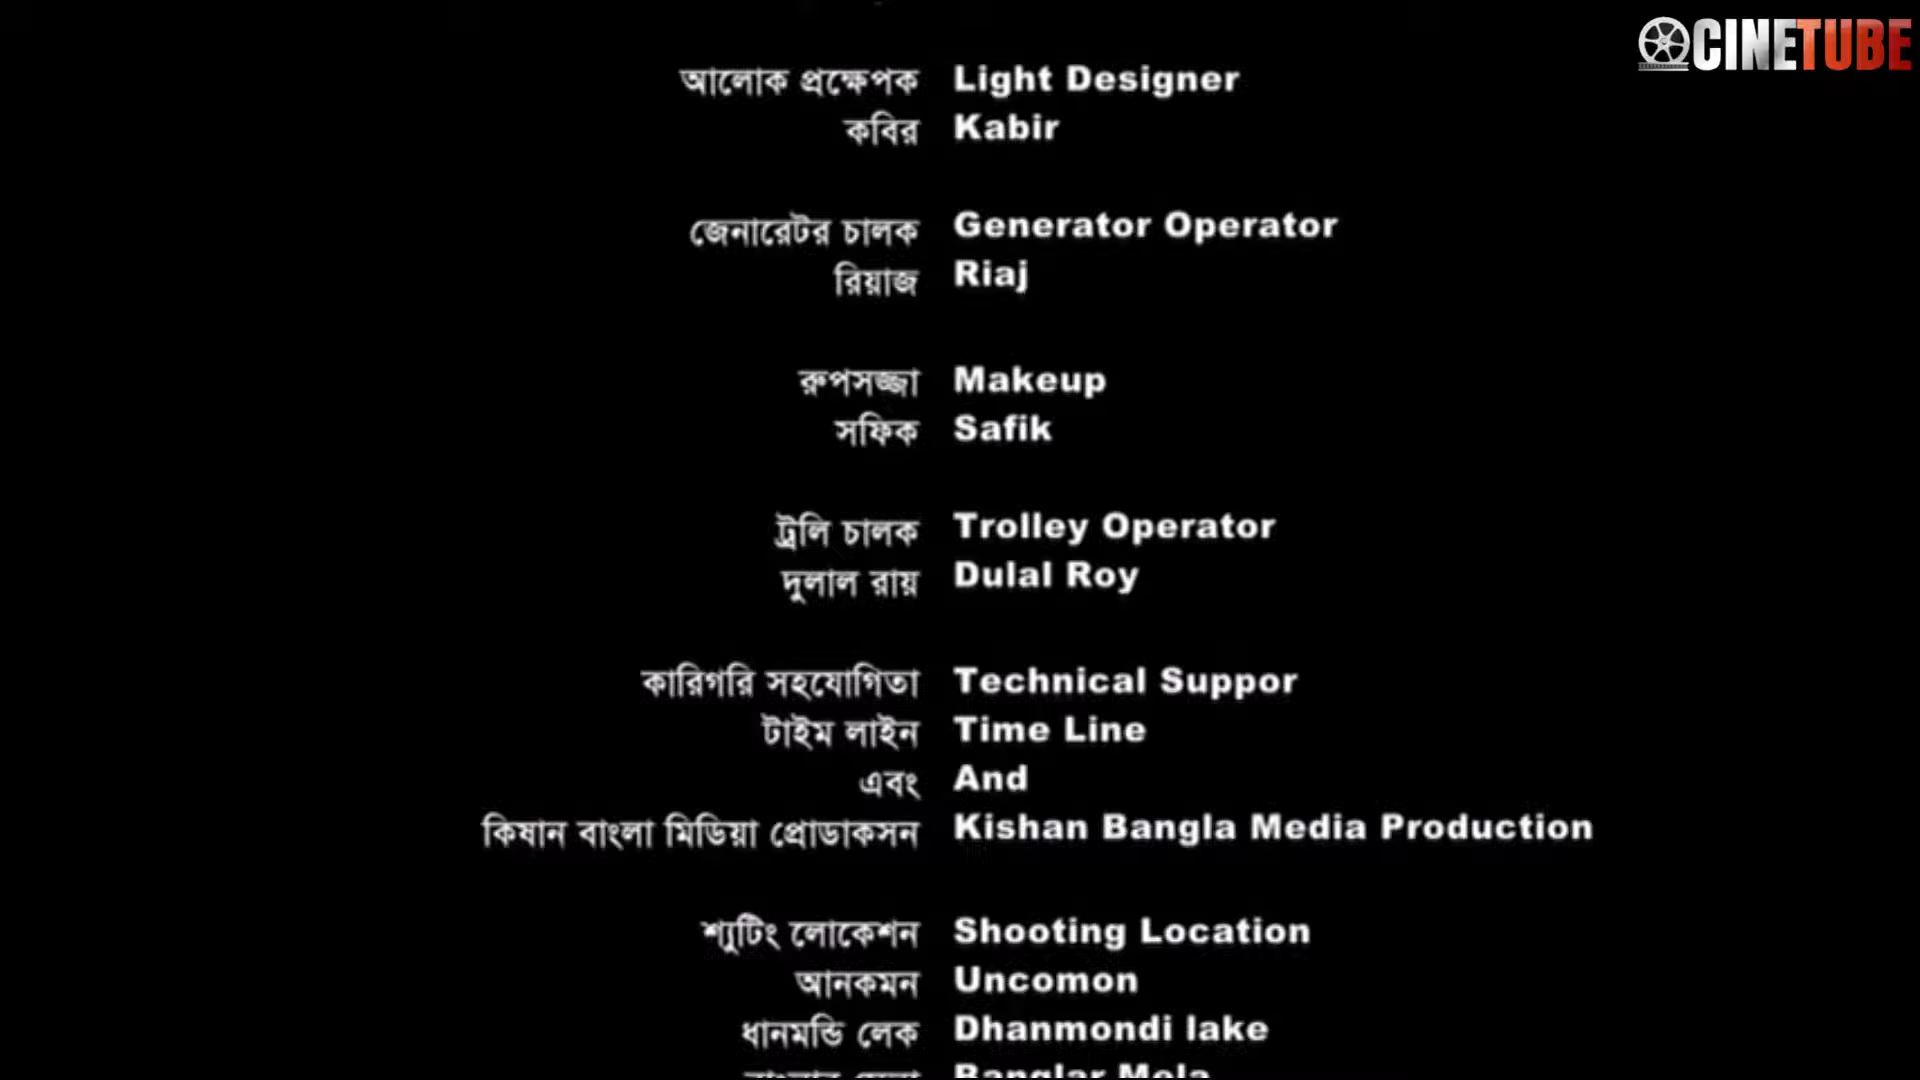 CINETUBE
আলোক প্রক্ষেপক Light Designer
কবির Kabir
জেনারেটর চালক Generator Operator
রিয়াজ Riaj
রুপসজ্জা Makeup
সফিক Safik
ট্রলি চালক Trolley Operator
দুলাল রায় Dulal Roy
কারিগরি সহযোগিতা Technical Suppor
টাইম লাইন Time Line
এবং And
কিষান বাংলা মিডিয়া প্রোডাকসন Kishan Bangla Media Production
শ্যুটিং লোকেশন Shooting Location
আনকমন Uncomon
ধানমন্ডি লেক Dhanmondi lake
Banglar Mela